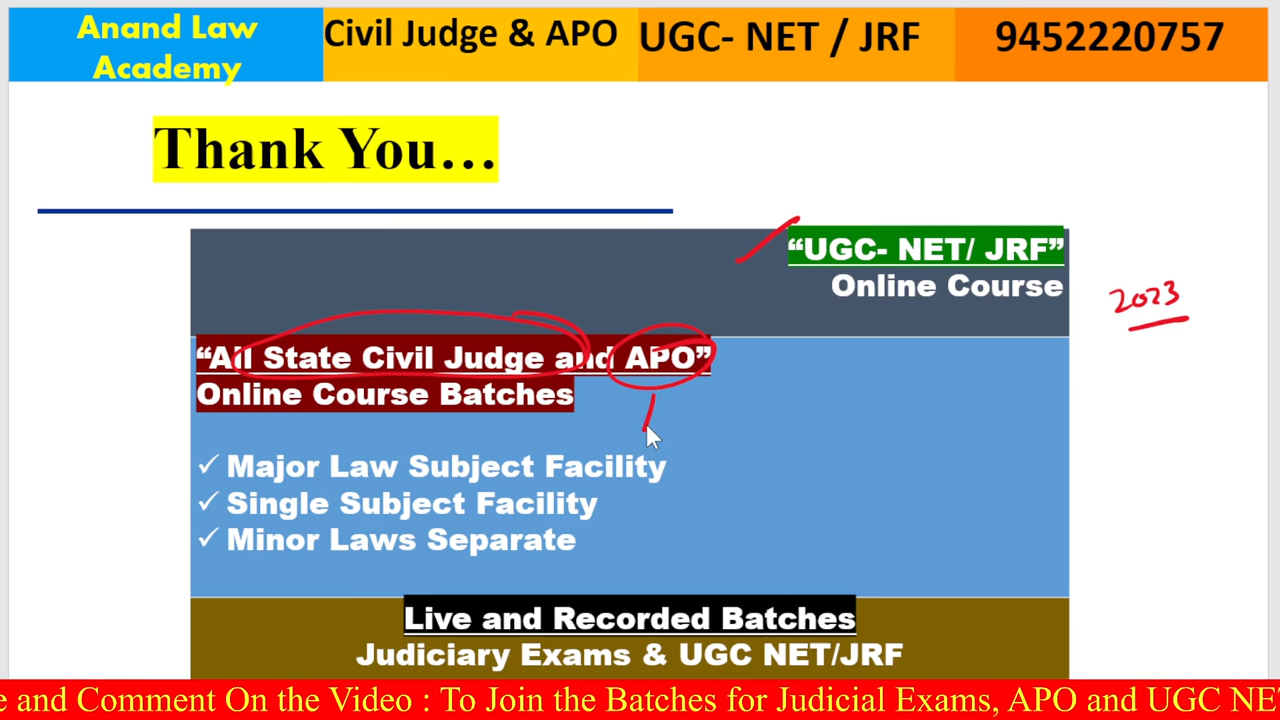 Anand Law
Academy
Civil Judge & APO
UGC- NET / JRF
9452220757
Thank You...
“UGC- NET/ JRF”
Online Course
2023
“All State Civil Judge and APO”
Online Course Batches
✓ Major Law Subject Facility
✓ Single Subject Facility
✓ Minor Laws Separate
Live and Recorded Batches
Judiciary Exams & UGC NET/JRF
e and Comment On the Video : To Join the Batches for Judicial Exams, APO and UGC NE